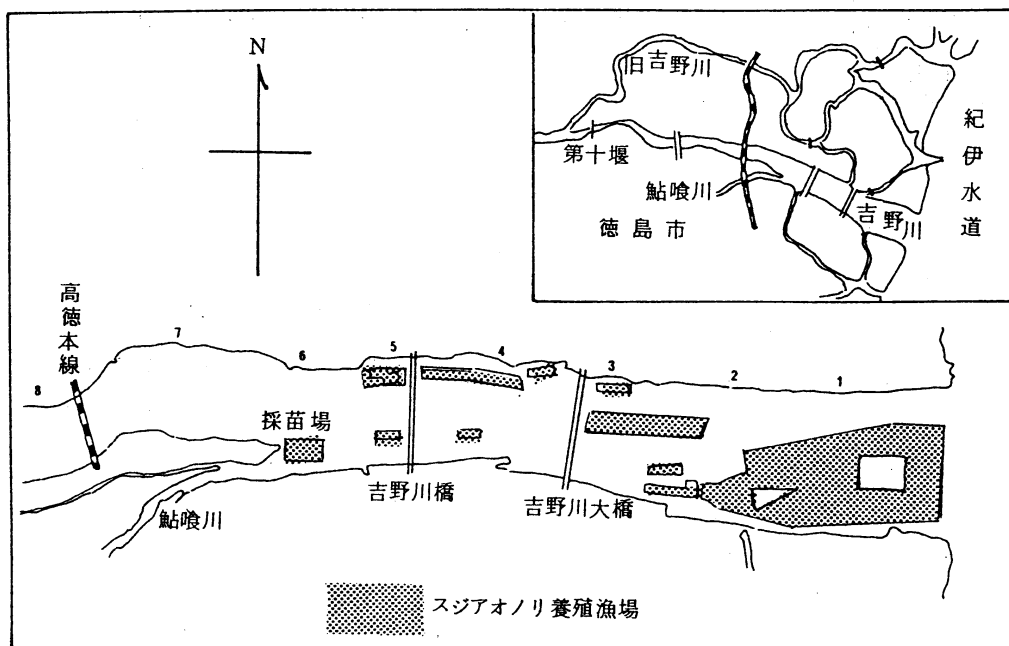 N
旧吉野川
紀伊水道
第十堰
鮎喰川
吉野川
徳島市
高徳本線
8
7
6
5
4
3
2
1
採苗場
吉野川橋
吉野川大橋
鮎喰川
スジアオノリ養殖漁場